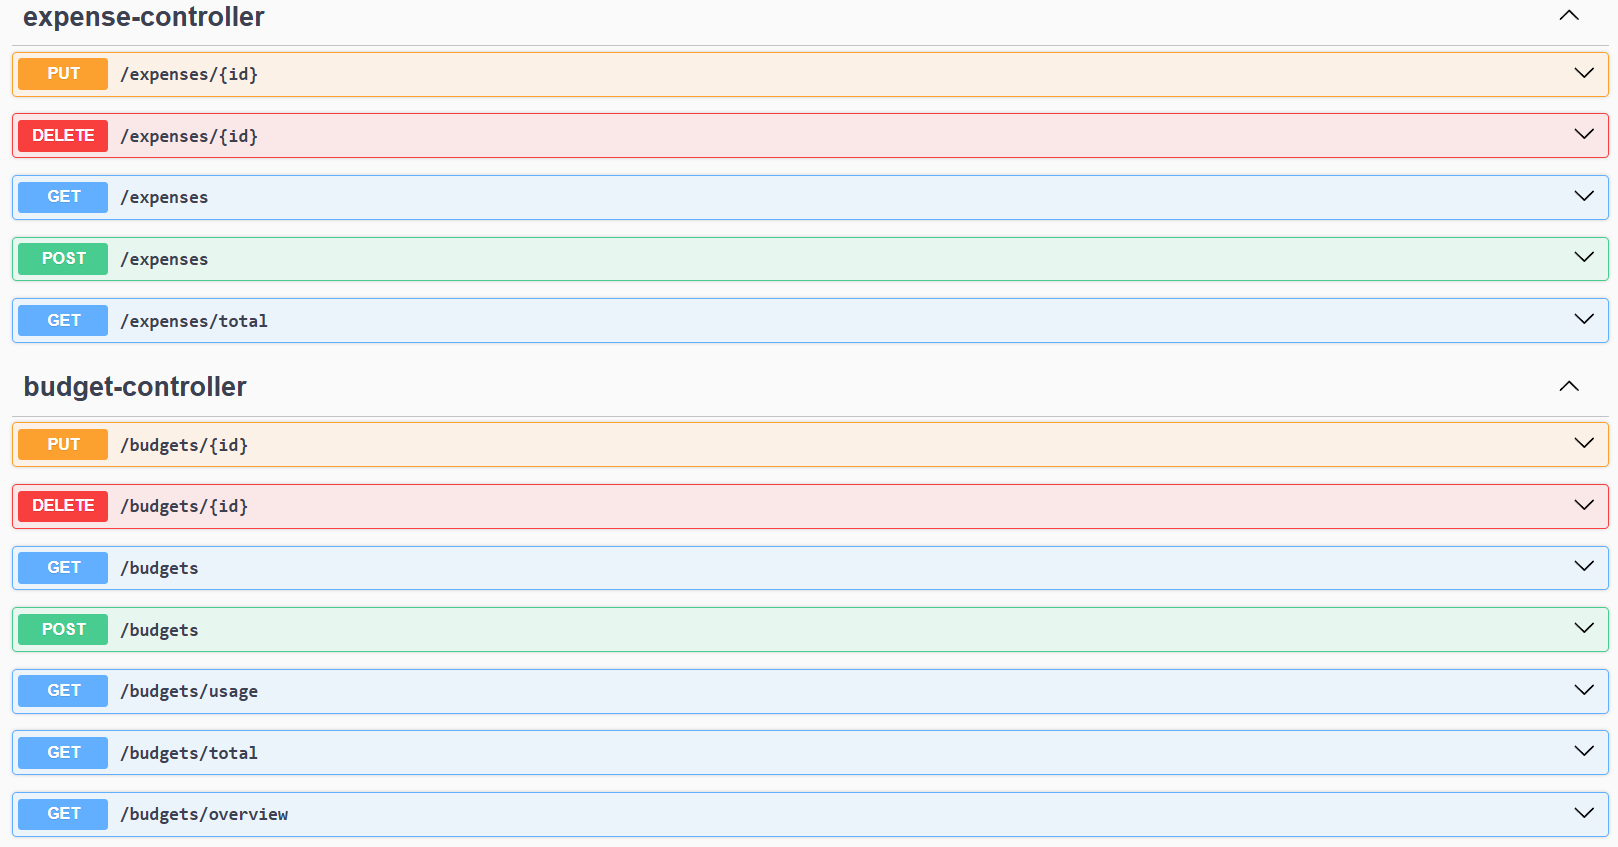 expense-controller
PUT /expenses/{id}
DELETE /expenses/{id}
GET /expenses
POST /expenses
GET /expenses/total
budget-controller
PUT /budgets/{id}
DELETE /budgets/{id}
GET /budgets
POST /budgets
GET /budgets/usage
GET /budgets/total
GET /budgets/overview